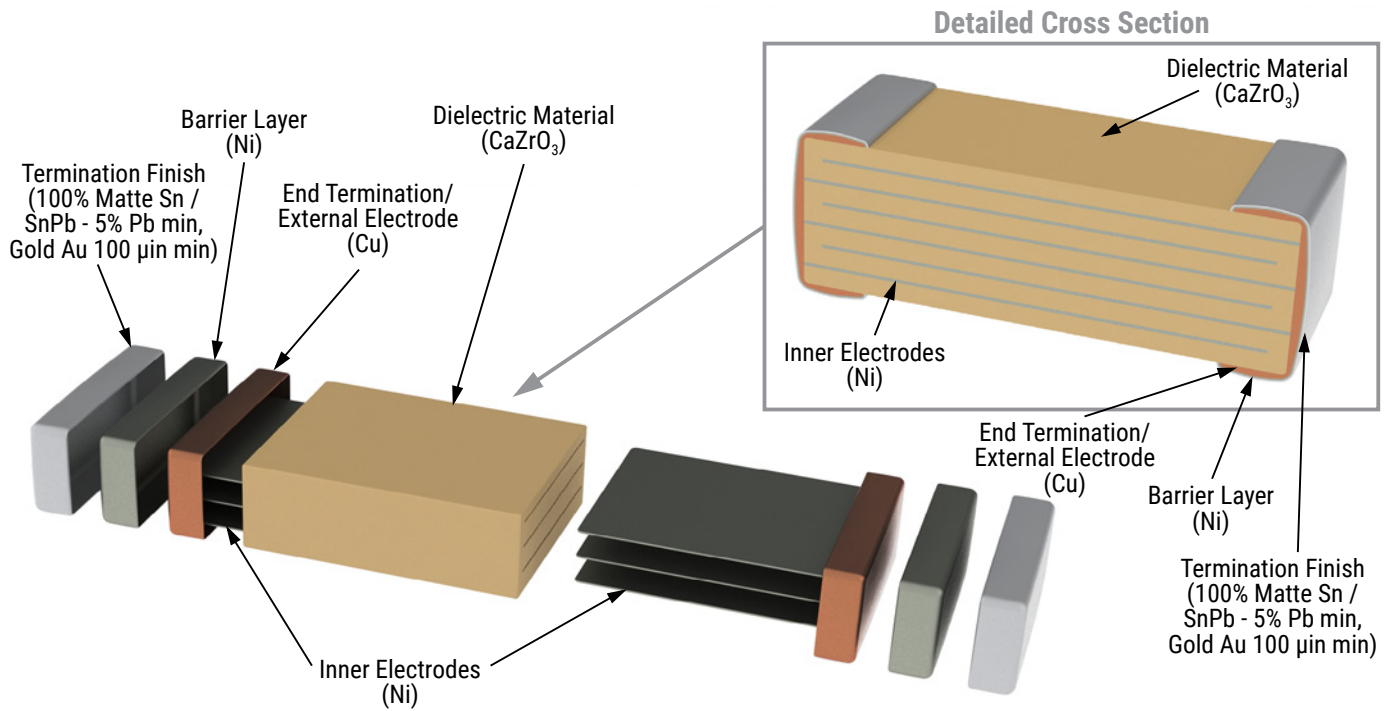 Detailed Cross Section
Dielectric Material
(CaZrO₃)
Barrier Layer
(Ni)
Dielectric Material
(CaZrO₃)
Termination Finish
(100% Matte Sn /
SnPb - 5% Pb min,
Gold Au 100 µin min)
End Termination/
External Electrode
(Cu)
Inner Electrodes
(Ni)
End Termination/
External Electrode
(Cu)
Barrier Layer
(Ni)
Termination Finish
(100% Matte Sn /
SnPb - 5% Pb min,
Gold Au 100 µin min)
Inner Electrodes
(Ni)